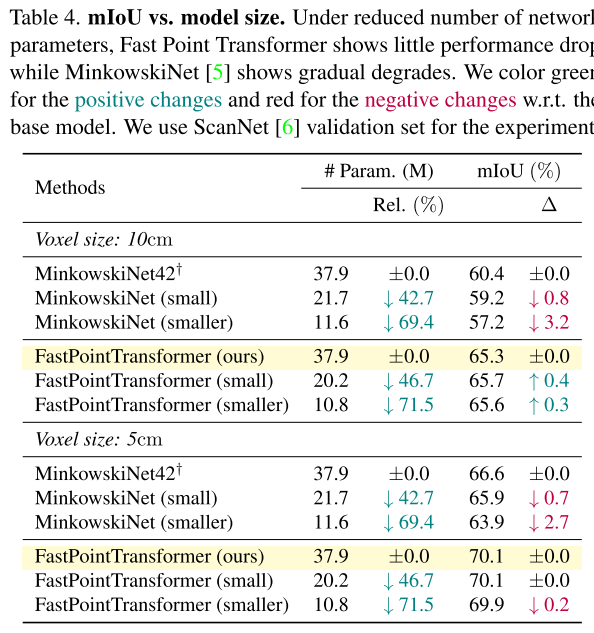 Table 4. mIoU vs. model size. Under reduced number of network
parameters, Fast Point Transformer shows little performance drop
while MinkowskiNet [5] shows gradual degrades. We color green
for the positive changes and red for the negative changes w.r.t. the
base model. We use ScanNet [6] validation set for the experiment
Methods # Param. (M) mIoU (%)
Rel. (%) Δ
Voxel size: 10cm
MinkowskiNet42† 37.9 ±0.0 60.4 ±0.0
MinkowskiNet (small) 21.7 ↓ 42.7 59.2 ↓ 0.8
MinkowskiNet (smaller) 11.6 ↓ 69.4 57.2 ↓ 3.2
FastPointTransformer (ours) 37.9 ±0.0 65.3 ±0.0
FastPointTransformer (small) 20.2 ↓ 46.7 65.7 ↑ 0.4
FastPointTransformer (smaller) 10.8 ↓ 71.5 65.6 ↑ 0.3
Voxel size: 5cm
MinkowskiNet42† 37.9 ±0.0 66.6 ±0.0
MinkowskiNet (small) 21.7 ↓ 42.7 65.9 ↓ 0.7
MinkowskiNet (smaller) 11.6 ↓ 69.4 63.9 ↓ 2.7
FastPointTransformer (ours) 37.9 ±0.0 70.1 ±0.0
FastPointTransformer (small) 20.2 ↓ 46.7 70.1 ±0.0
FastPointTransformer (smaller) 10.8 ↓ 71.5 69.9 ↓ 0.2